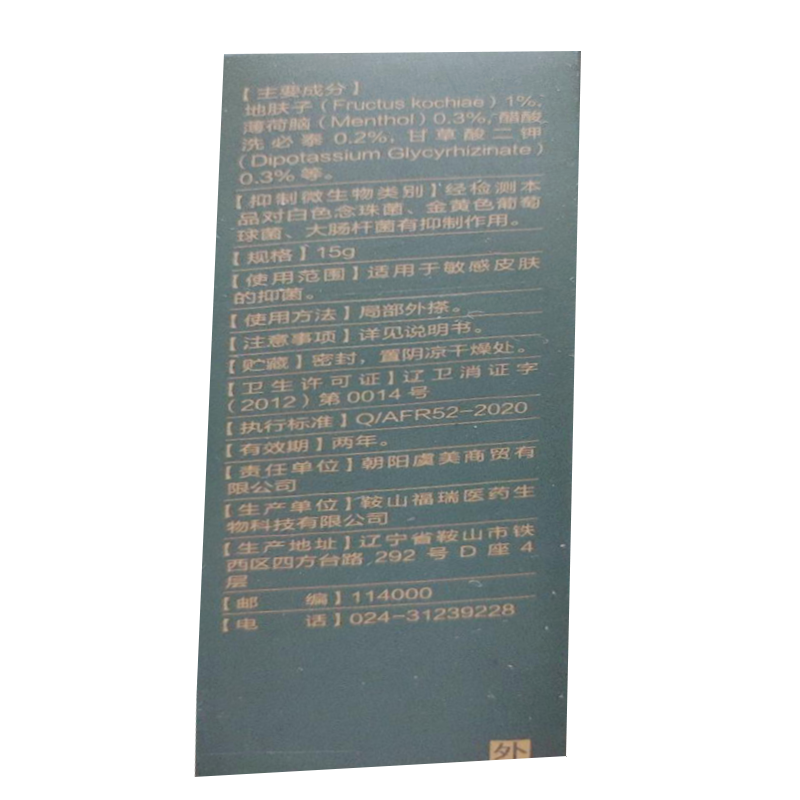 【主要成分】
地肤子（Fructus kochiae）1%,
薄荷脑（Menthol）0.3%, 醋酸
洗必泰 0.2%, 甘草酸二钾
（Dipotassium Glycyrhizinate）
0.3% 等。
【抑制微生物类别】经检测本
品对白色念珠菌、金黄色葡萄
球菌、大肠杆菌有抑制作用。
【规格】15g
【使用范围】适用于敏感皮肤
的抑菌。
【使用方法】局部外搽。
【注意事项】详见说明书。
【贮藏】密封，置阴凉干燥处。
【卫生许可证】辽卫消证字
（2012）第 0014 号
【执行标准】Q/AFR52-2020
【有效期】两年。
【责任单位】朝阳虞美商贸有
限公司
【生产单位】鞍山福瑞医药生
物科技有限公司
【生产地址】辽宁省鞍山市铁
西区四方台路 292 号 D 座 4
层
【邮 编】114000
【电 话】024-31239228
外